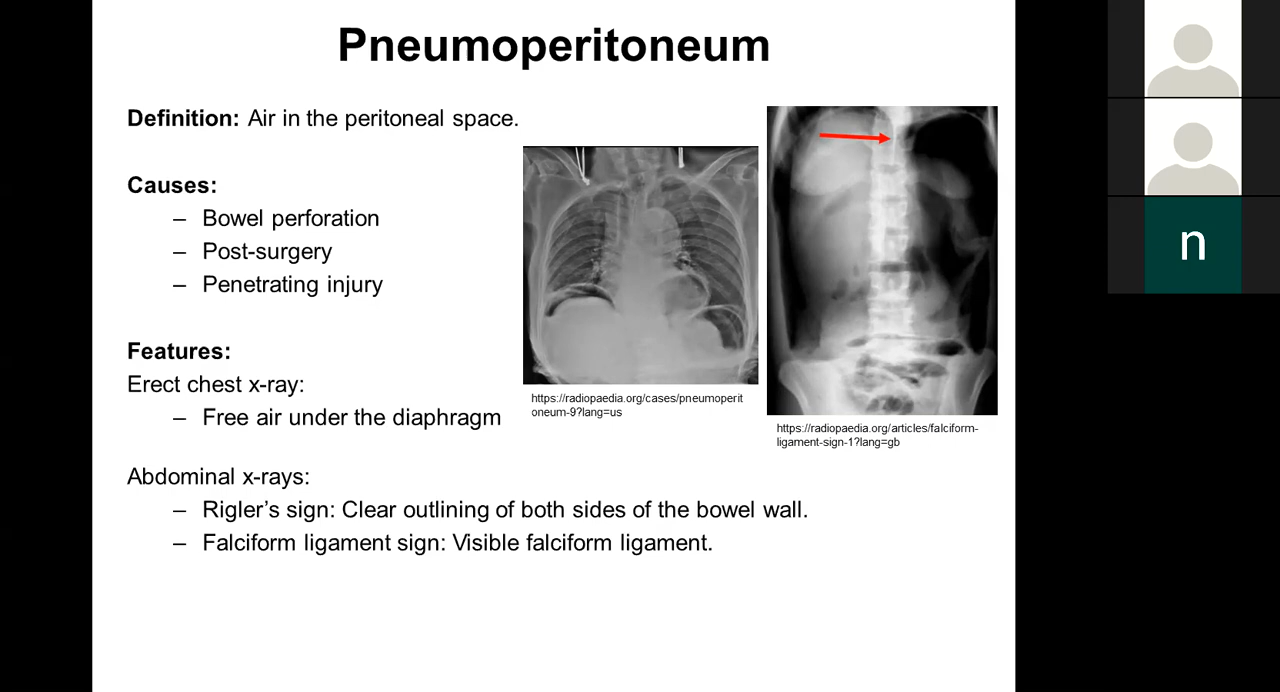 Pneumoperitoneum
Definition: Air in the peritoneal space.
Causes:
– Bowel perforation
– Post-surgery
– Penetrating injury
Features:
Erect chest x-ray:
– Free air under the diaphragm
https://radiopaedia.org/cases/pneumoperit
oneum-9?lang=us
https://radiopaedia.org/articles/falciform-
ligament-sign-1?lang=gb
Abdominal x-rays:
– Rigler’s sign: Clear outlining of both sides of the bowel wall.
– Falciform ligament sign: Visible falciform ligament.
n